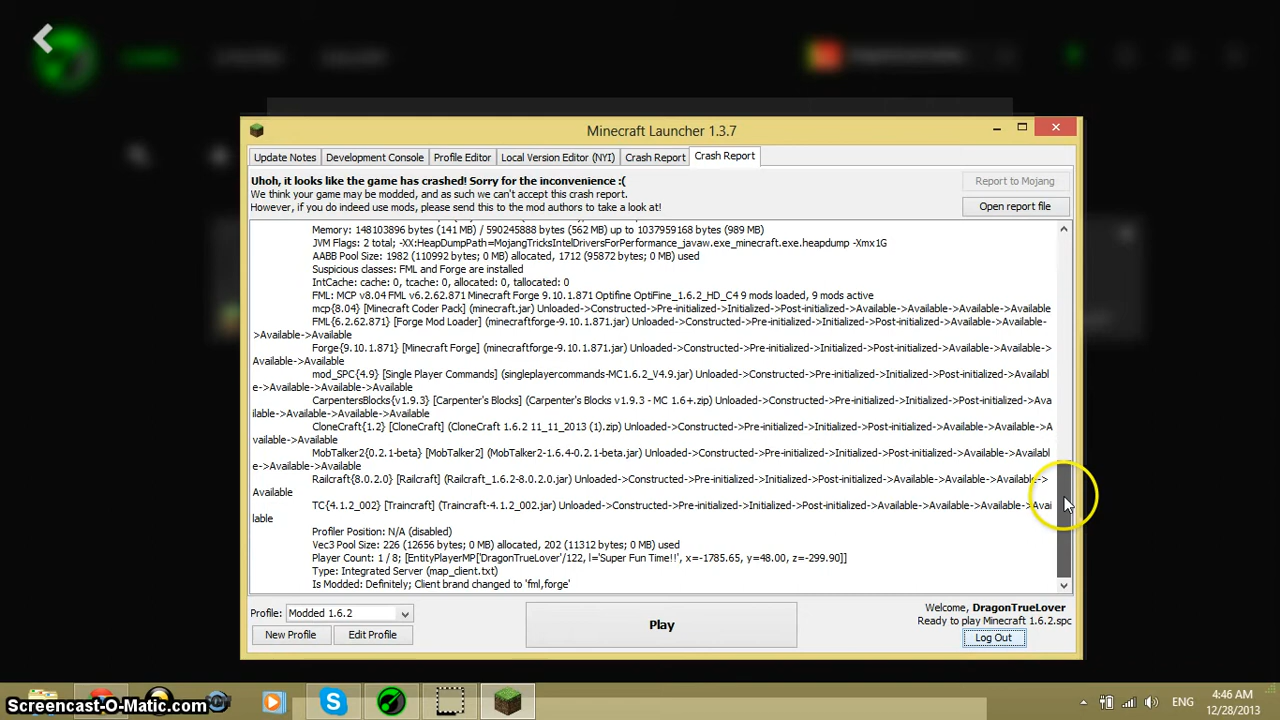 Minecraft Launcher 1.3.7
Update Notes Development Console Profile Editor Local Version Editor (NYI) Crash Report Crash Report
Uhoh, it looks like the game has crashed! Sorry for the inconvenience :(
We think your game may be modded, and as such we can't accept this crash report.
However, if you do indeed use mods, please send this to the mod authors to take a look at!
Report to Mojang
Open report file
Memory: 148103896 bytes (141 MB) / 590245888 bytes (562 MB) up to 1037959168 bytes (989 MB)
JVM Flags: 2 total; -XX:HeapDumpPath=MojangTricksIntelDriversForPerformance_javaw.exe_minecraft.exe.heapdump -Xmx1G
AABB Pool Size: 1982 (110992 bytes; 0 MB) allocated, 1712 (95872 bytes; 0 MB) used
Suspicious classes: FML and Forge are installed
IntCache: cache: 0, tcache: 0, allocated: 0, tallocated: 0
FML: MCP v8.04 FML v6.2.62.871 Minecraft Forge 9.10.1.871 Optifine OptiFine_1.6.2_HD_C4 9 mods loaded, 9 mods active
mcp{8.04} [Minecraft Coder Pack] (minecraft.jar) Unloaded->Constructed->Pre-initialized->Initialized->Post-initialized->Available->Available->Available->Available
FML{6.2.62.871} [Forge Mod Loader] (minecraftforge-9.10.1.871.jar) Unloaded->Constructed->Pre-initialized->Initialized->Post-initialized->Available->Available-
>Available->Available
Forge{9.10.1.871} [Minecraft Forge] (minecraftforge-9.10.1.871.jar) Unloaded->Constructed->Pre-initialized->Initialized->Post-initialized->Available->Available->
Available->Available
mod_SPC{4.9} [Single Player Commands] (singleplayercommands-MC1.6.2_V4.9.jar) Unloaded->Constructed->Pre-initialized->Initialized->Post-initialized->Availabl
e->Available->Available->Available
CarpentersBlocks{v1.9.3} [Carpenter's Blocks] (Carpenter's Blocks v1.9.3 - MC 1.6+.zip) Unloaded->Constructed->Pre-initialized->Initialized->Post-initialized->Ava
ilable->Available->Available->Available
CloneCraft{1.2} [CloneCraft] (CloneCraft 1.6.2 11_11_2013 (1).zip) Unloaded->Constructed->Pre-initialized->Initialized->Post-initialized->Available->Available->A
vailable->Available
MobTalker2{0.2.1-beta} [MobTalker2] (MobTalker2-1.6.4-0.2.1-beta.jar) Unloaded->Constructed->Pre-initialized->Initialized->Post-initialized->Available->Availabl
e->Available->Available
Railcraft{8.0.2.0} [Railcraft] (Railcraft_1.6.2-8.0.2.0.jar) Unloaded->Constructed->Pre-initialized->Initialized->Post-initialized->Available->Available->Available->
Available
TC{4.1.2_002} [Traincraft] (Traincraft-4.1.2_002.jar) Unloaded->Constructed->Pre-initialized->Initialized->Post-initialized->Available->Available->Available->Avai
lable
Profiler Position: N/A (disabled)
Vec3 Pool Size: 226 (12656 bytes; 0 MB) allocated, 202 (11312 bytes; 0 MB) used
Player Count: 1 / 8; [EntityPlayerMP['DragonTrueLover'/122, l='Super Fun Time!!', x=-1785.65, y=48.00, z=-299.90]]
Type: Integrated Server (map_client.txt)
Is Modded: Definitely; Client brand changed to 'fml,forge'
Profile: Modded 1.6.2
New Profile Edit Profile
Play
Welcome, DragonTrueLover
Ready to play Minecraft 1.6.2.spc
Log Out
Screencast-O-Matic.com
ENG
4:46 AM
12/28/2013